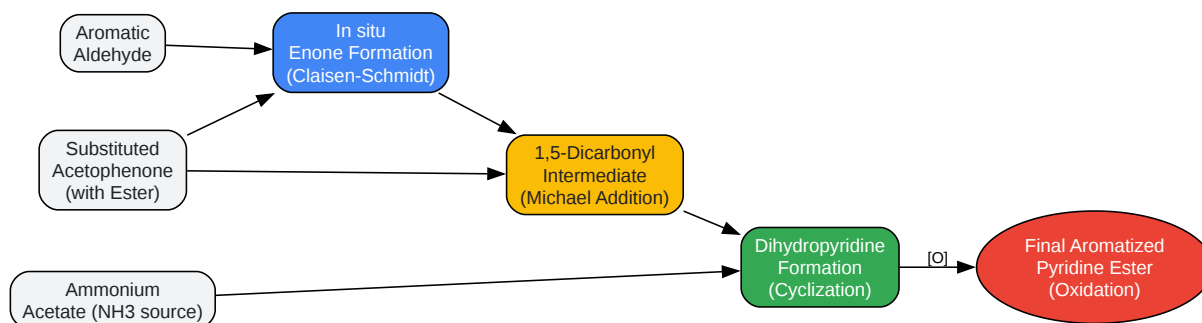 Aromatic
Aldehyde
In situ
Enone Formation
(Claisen-Schmidt)
Substituted
Acetophenone
(with Ester)
1,5-Dicarbonyl
Intermediate
(Michael Addition)
Ammonium
Acetate (NH3 source)
Dihydropyridine
Formation
(Cyclization)
[O]
Final Aromatized
Pyridine Ester
(Oxidation)